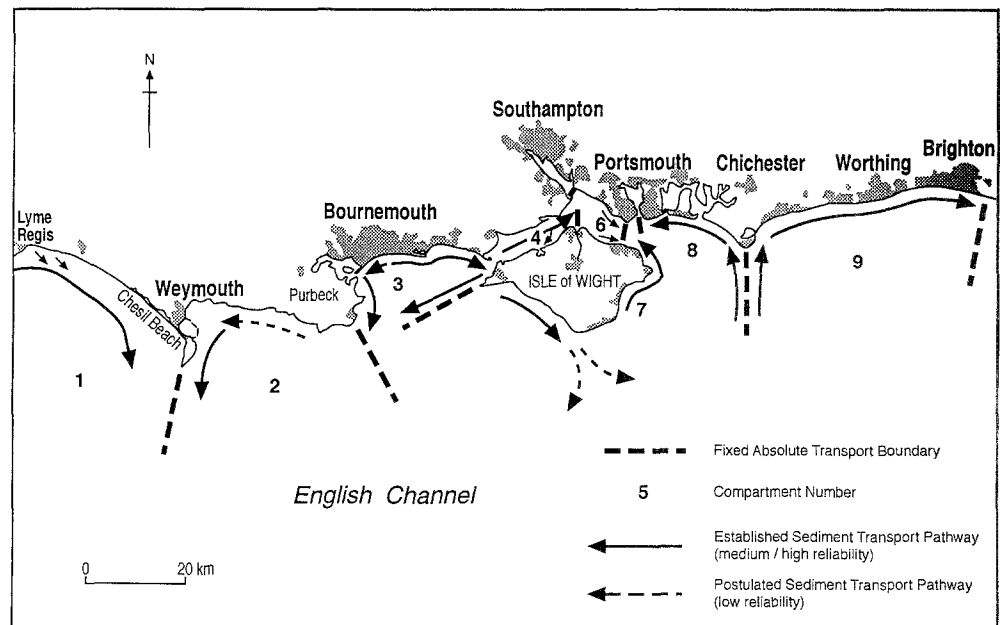 N
Southampton
Portsmouth
Chichester
Worthing
Brighton
Bournemouth
Lyme
Regis
Weymouth
Chesil Beach
Purbeck
ISLE of WIGHT
1
2
3
4
6
7
8
9
English Channel
0
20 km
Fixed Absolute Transport Boundary
5
Compartment Number
Established Sediment Transport Pathway
(medium / high reliability)
Postulated Sediment Transport Pathway
(low reliability)